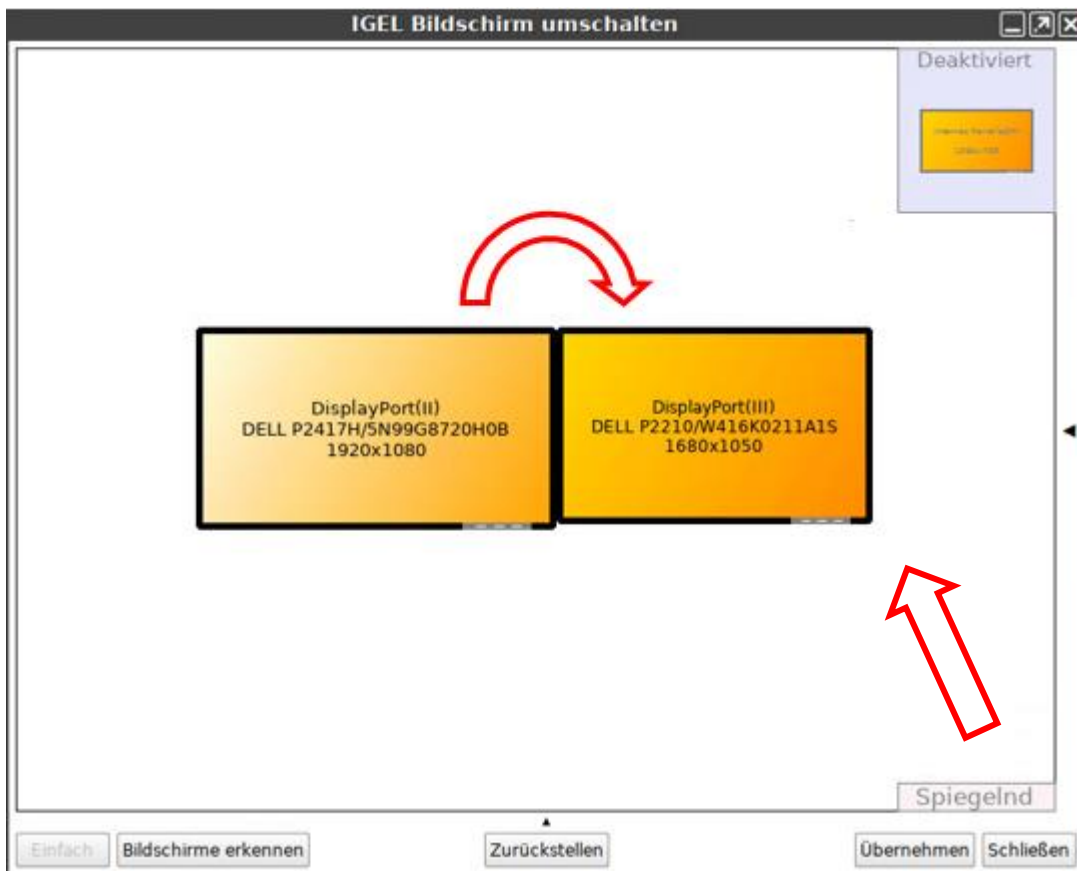 IGEL Bildschirm umschalten
Deaktiviert
DisplayPort(II)
DELL P2417H/5N99G8720H0B
1920x1080
DisplayPort(III)
DELL P2210/W416K0211A1S
1680x1050
Spiegelnd
Einfach
Bildschirme erkennen
Zurückstellen
Übernehmen
Schließen